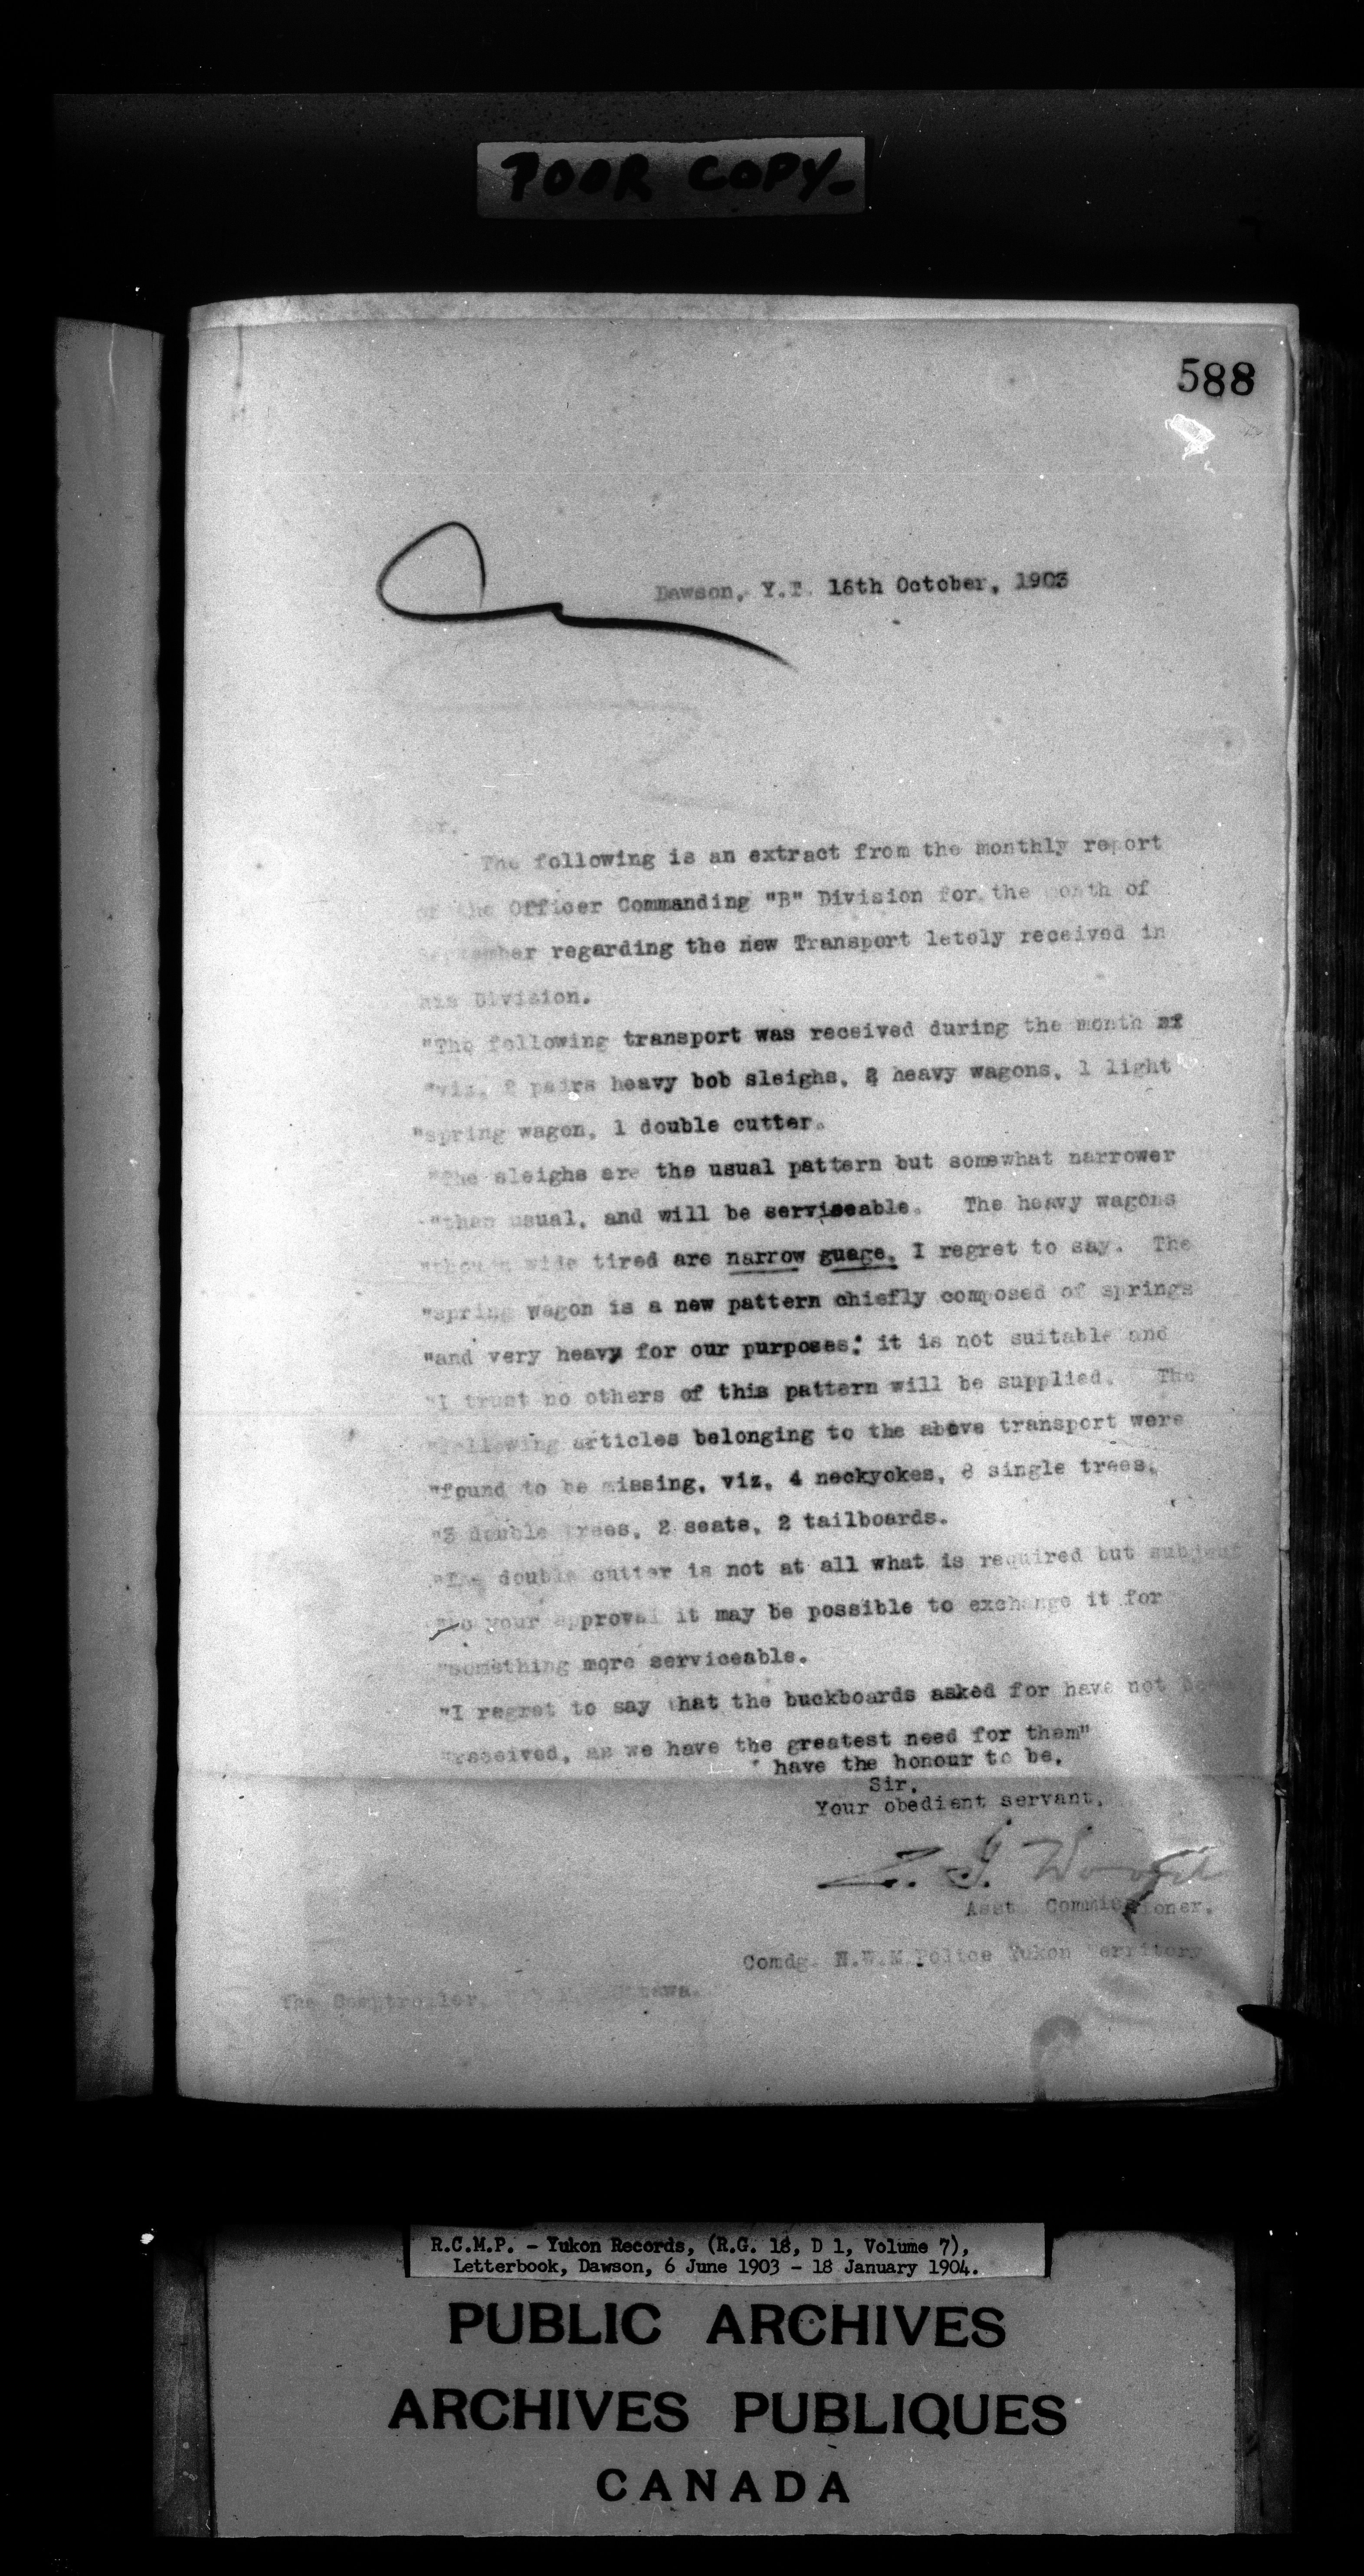 POOR COPY-
588
Dawson, Y.T. 16th October, 1903
The following is an extract from the monthly report
of the Officer Commanding "B" Division for the month of
September regarding the new Transport lately received in
his Division.
"The following transport was received during the month
"viz. 2 pairs heavy bob sleighs, heavy wagons, 1 light
"spring wagon, 1 double cutter.
"The sleighs are the usual pattern but somewhat narrower
"than usual, and will be serviseable. The heavy wagons
"though wide tired are narrow guage, I regret to say. The
"spring wagon is a new pattern chiefly composed of springs
"and very heavy for our purposes: it is not suitable and
"I trust no others of this pattern will be supplied. The
"following articles belonging to the above transport were
"found to be missing, viz, 4 neckyokes, 8 single trees,
"3 double trees, 2 seats, 2 tailboards.
"The double cutter is not at all what is required but subject
"to your approval it may be possible to exchange it for
"something more serviceable.
"I regret to say that the buckboards asked for have not
"received, as we have the greatest need for them"
have the honour to be,
Sir,
Your obedient servant,
Z. T. Wood
Asst. Commissioner.
Comdg. N.W.M.Police Yukon Territory
The Comptroller, Ottawa.
R.C.M.P. - Yukon Records, (R.G. 18, D 1, Volume 7),
Letterbook, Dawson, 6 June 1903 - 18 January 1904.
PUBLIC ARCHIVES
ARCHIVES PUBLIQUES
CANADA